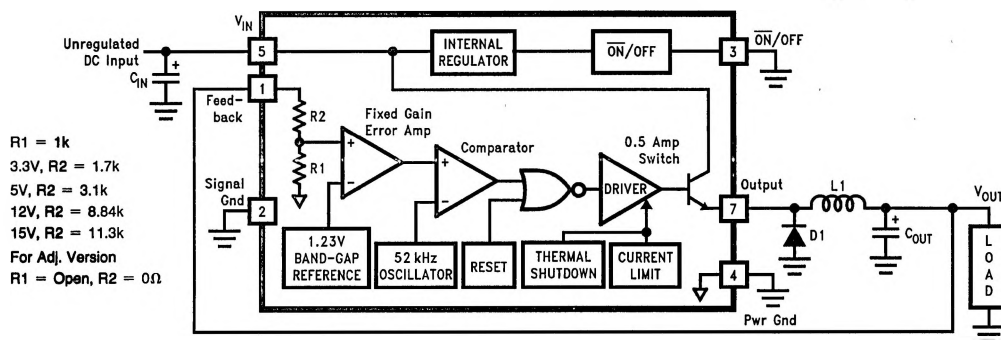 V_IN
Unregulated
DC Input
+
C_IN
5
INTERNAL
REGULATOR
O̅N̅/OFF
3
O̅N̅/OFF
1
Feed-
back
R2
R1
Fixed Gain
Error Amp
+
−
Comparator
+
−
0.5 Amp
Switch
DRIVER
Output
7
L1
V_OUT
D1
+
C_OUT
LOAD
Signal
Gnd
2
1.23V
BAND-GAP
REFERENCE
52 kHz
OSCILLATOR
RESET
THERMAL
SHUTDOWN
CURRENT
LIMIT
4
Pwr Gnd
R1 = 1k
3.3V, R2 = 1.7k
5V, R2 = 3.1k
12V, R2 = 8.84k
15V, R2 = 11.3k
For Adj. Version
R1 = Open, R2 = 0Ω